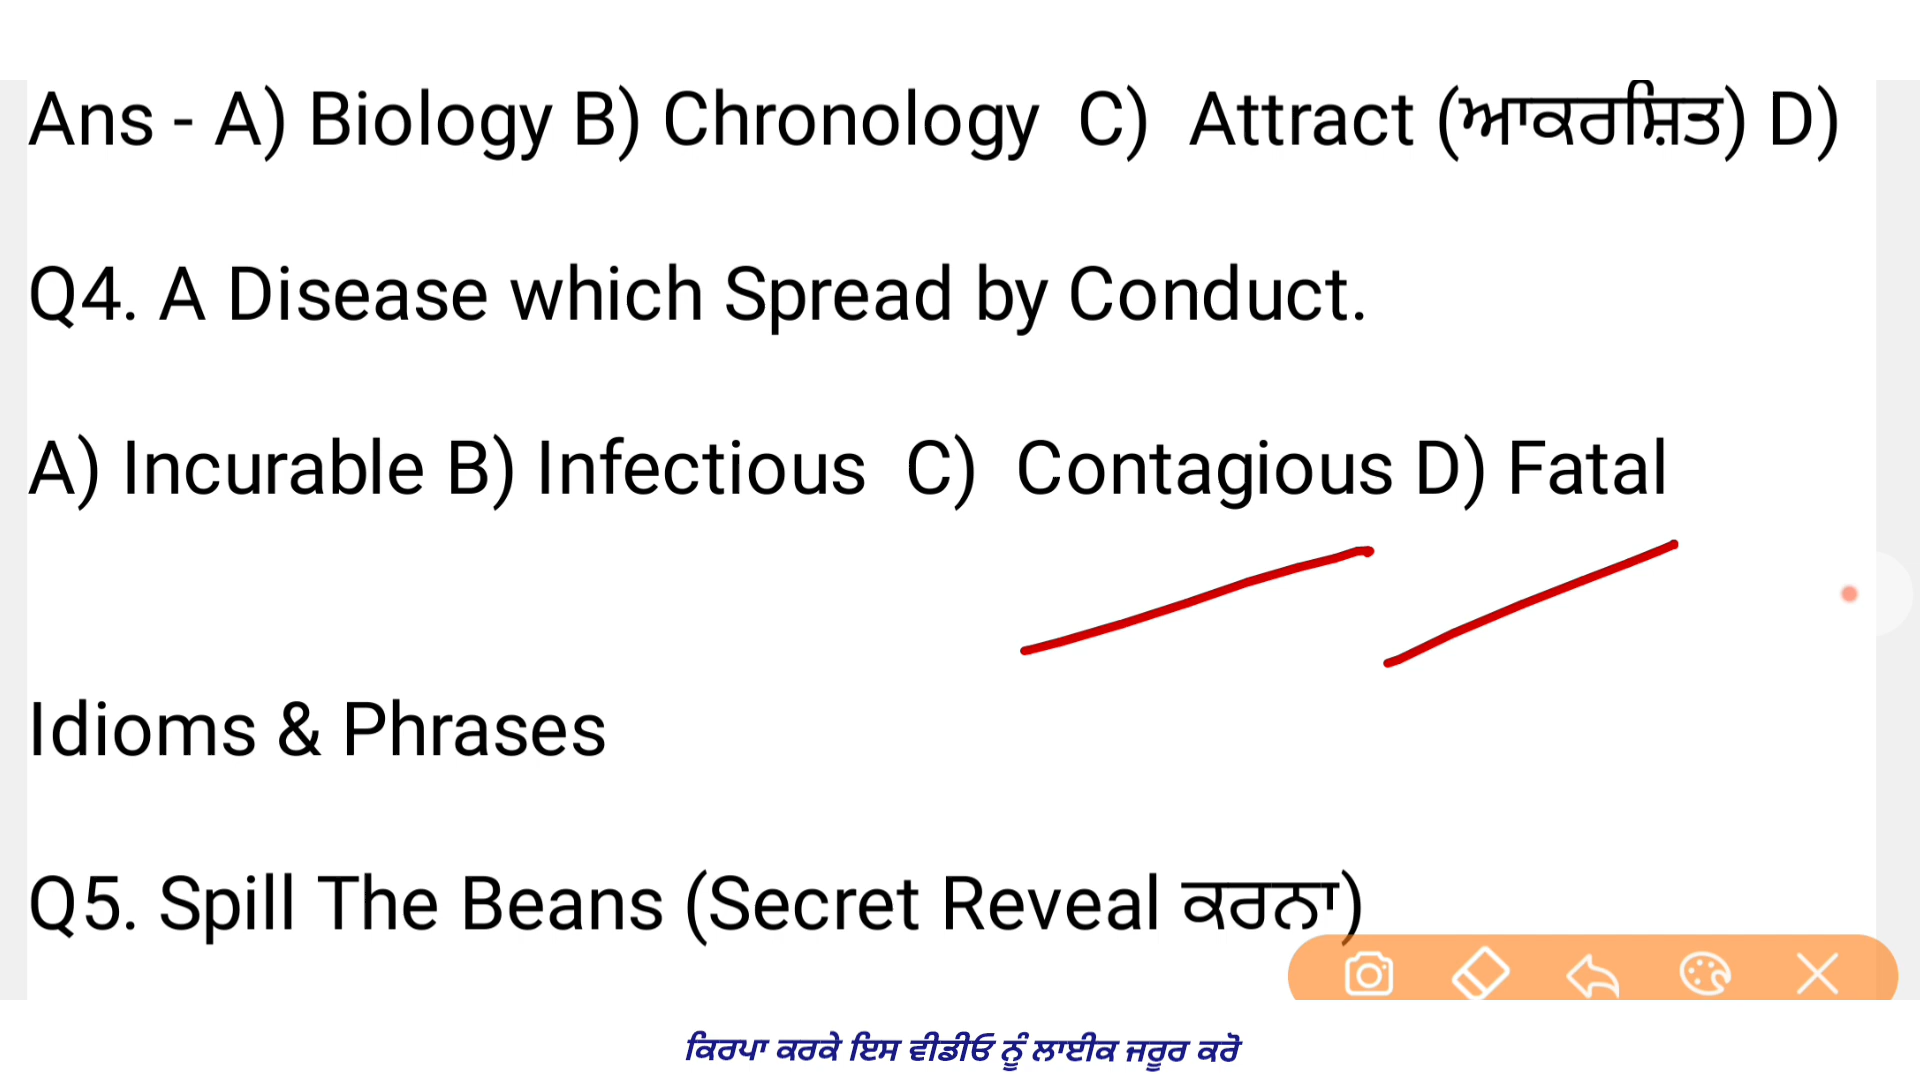 Ans - A) Biology B) Chronology C) Attract (ਆਕਰਸ਼ਿਤ) D)
Q4. A Disease which Spread by Conduct.
A) Incurable B) Infectious C) Contagious D) Fatal
Idioms & Phrases
Q5. Spill The Beans (Secret Reveal ਕਰਨਾ)
ਕਿਰਪਾ ਕਰਕੇ ਇਸ ਵੀਡੀਓ ਨੂੰ ਲਾਈਕ ਜਰੂਰ ਕਰੋ